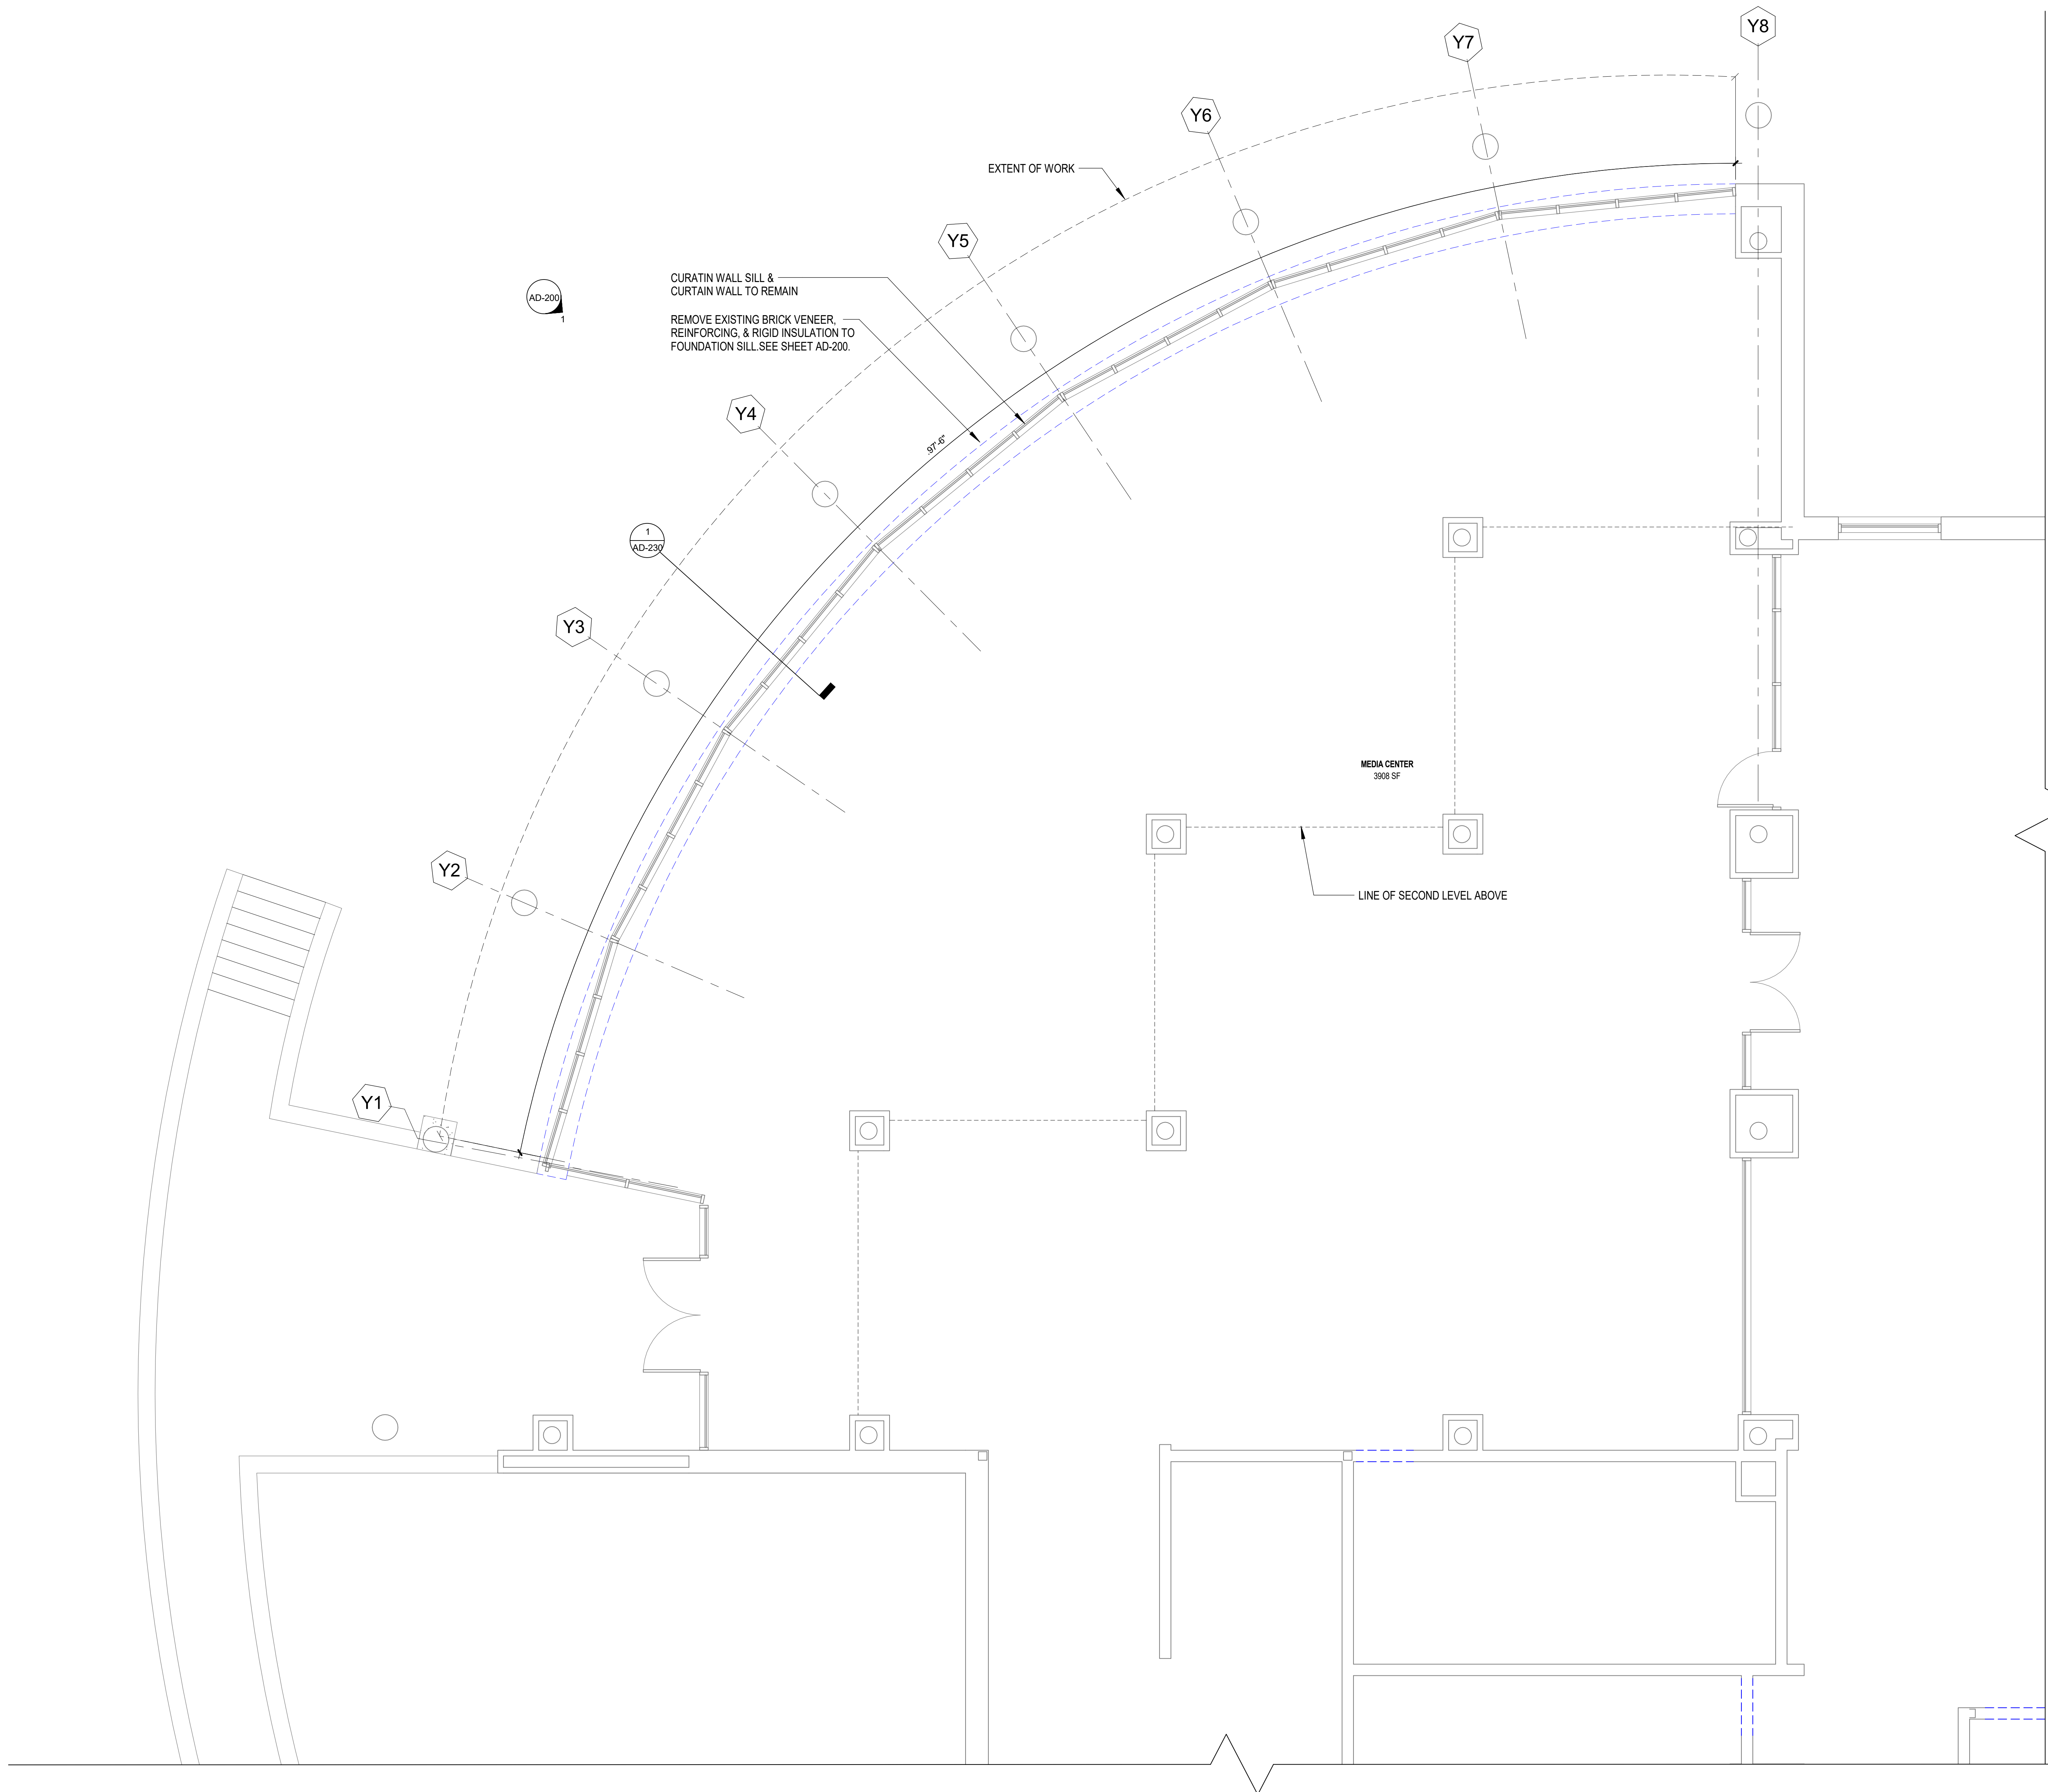 Y8
Y7
Y6
EXTENT OF WORK
Y5
CURATIN WALL SILL &
CURTAIN WALL TO REMAIN
AD-200
1
REMOVE EXISTING BRICK VENEER,
REINFORCING, & RIGID INSULATION TO
FOUNDATION SILL.SEE SHEET AD-200.
Y4
.97'-6"
1
AD-230
Y3
MEDIA CENTER
3908 SF
Y2
LINE OF SECOND LEVEL ABOVE
Y1